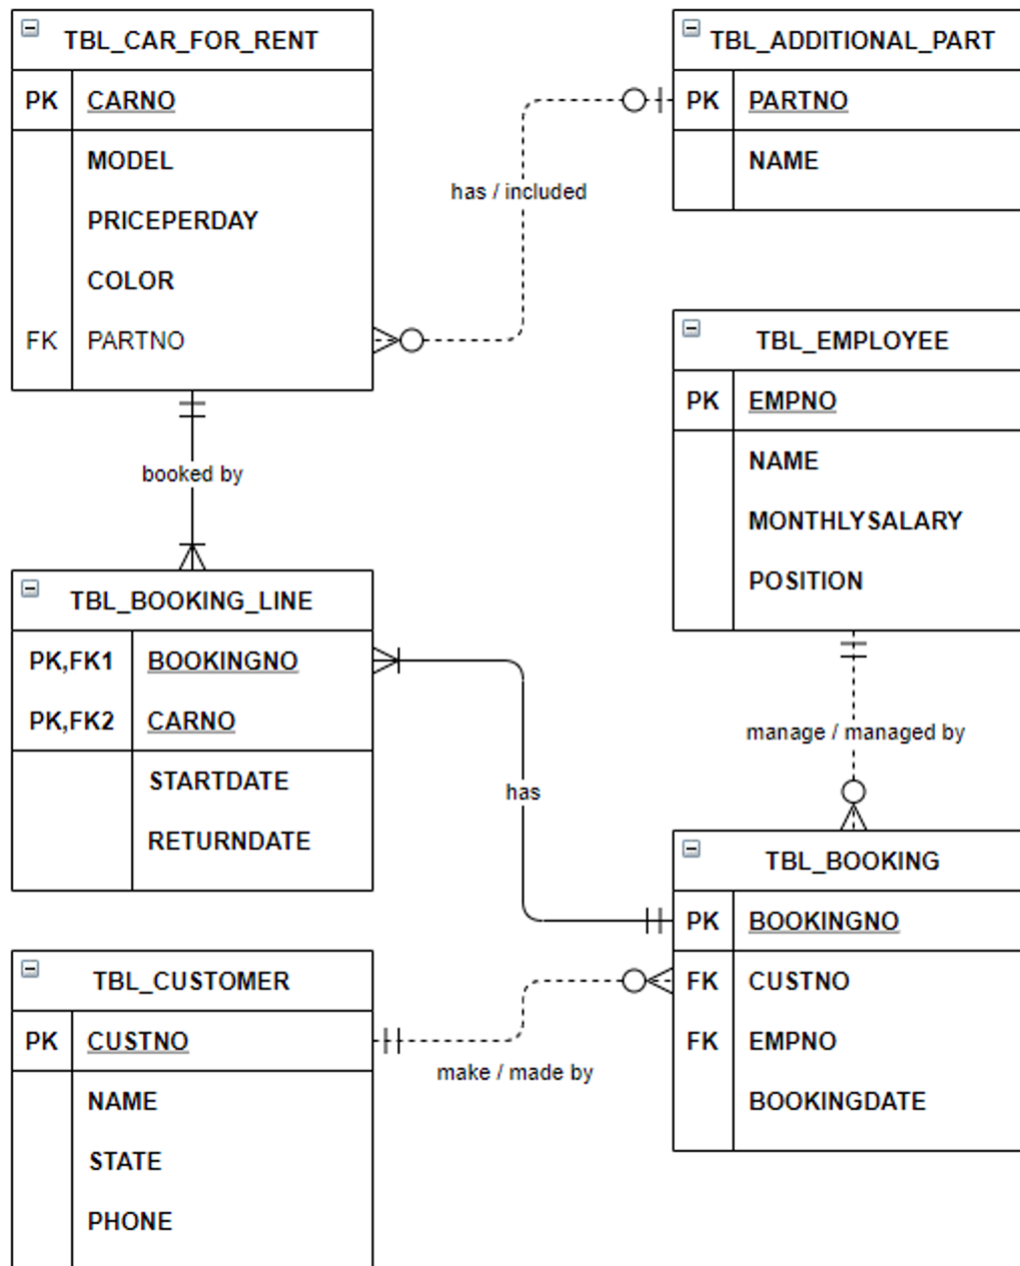 TBL_CAR_FOR_RENT
PK CARNO
MODEL
PRICEPERDAY
COLOR
FK PARTNO
TBL_ADDITIONAL_PART
PK PARTNO
NAME
has / included
TBL_EMPLOYEE
PK EMPNO
NAME
MONTHLYSALARY
POSITION
booked by
TBL_BOOKING_LINE
PK,FK1 BOOKINGNO
PK,FK2 CARNO
STARTDATE
RETURNDATE
manage / managed by
has
TBL_BOOKING
PK BOOKINGNO
FK CUSTNO
FK EMPNO
BOOKINGDATE
TBL_CUSTOMER
PK CUSTNO
NAME
STATE
PHONE
make / made by